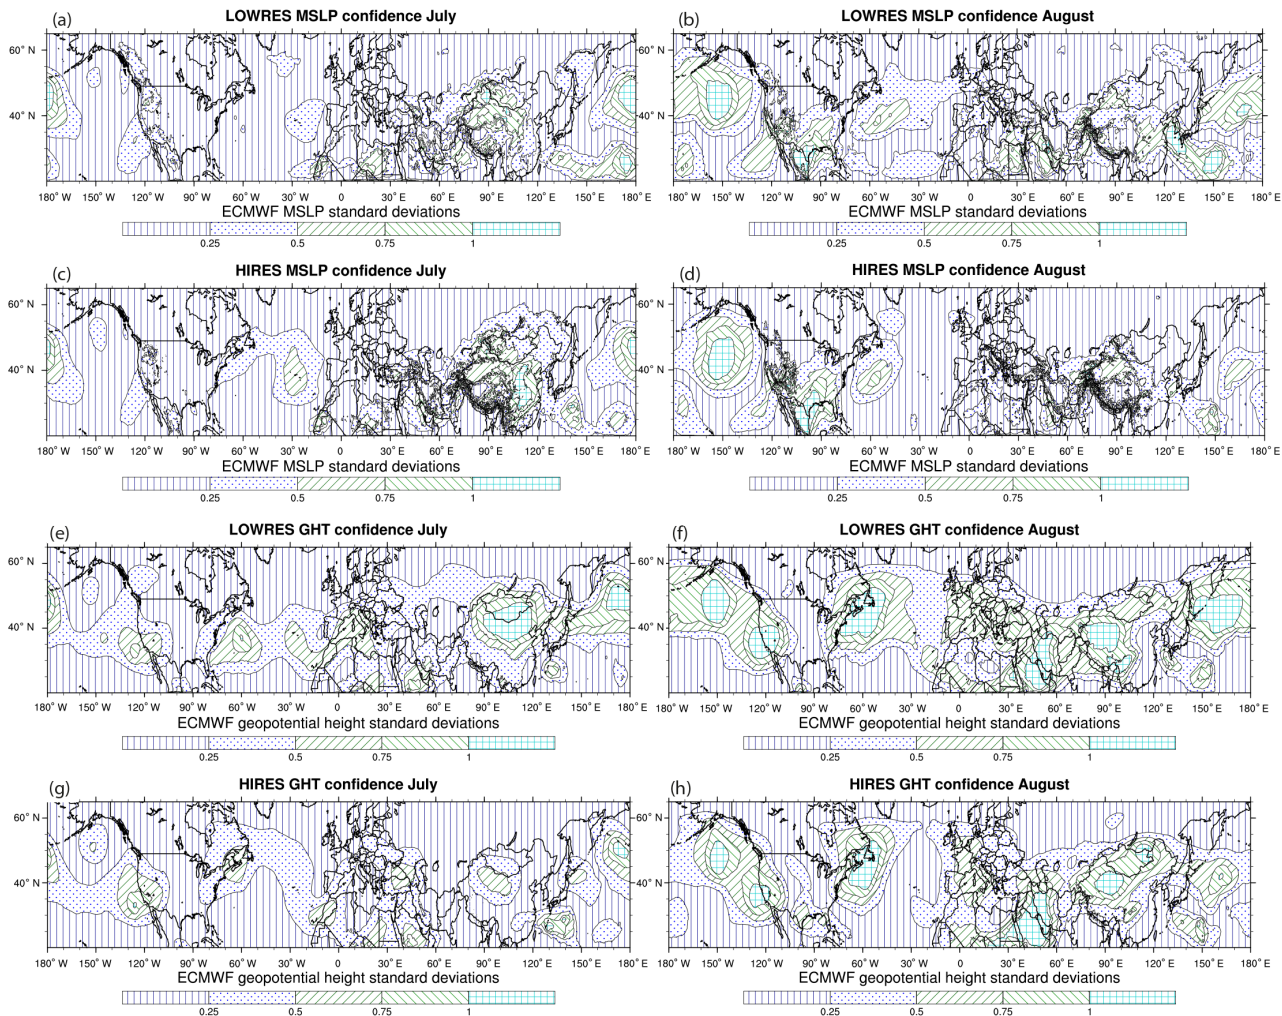 (a) LOWRES MSLP confidence July
60° N
40° N
180° W 150° W 120° W 90° W 60° W 30° W 0° 30° E 60° E 90° E 120° E 150° E 180° E
ECMWF MSLP standard deviations
0.25 0.5 0.75 1
(b) LOWRES MSLP confidence August
60° N
40° N
180° W 150° W 120° W 90° W 60° W 30° W 0° 30° E 60° E 90° E 120° E 150° E 180° E
ECMWF MSLP standard deviations
0.25 0.5 0.75 1
(c) HIRES MSLP confidence July
60° N
40° N
180° W 150° W 120° W 90° W 60° W 30° W 0° 30° E 60° E 90° E 120° E 150° E 180° E
ECMWF MSLP standard deviations
0.25 0.5 0.75 1
(d) HIRES MSLP confidence August
60° N
40° N
180° W 150° W 120° W 90° W 60° W 30° W 0° 30° E 60° E 90° E 120° E 150° E 180° E
ECMWF MSLP standard deviations
0.25 0.5 0.75 1
(e) LOWRES GHT confidence July
60° N
40° N
180° W 150° W 120° W 90° W 60° W 30° W 0° 30° E 60° E 90° E 120° E 150° E 180° E
ECMWF geopotential height standard deviations
0.25 0.5 0.75 1
(f) LOWRES GHT confidence August
60° N
40° N
180° W 150° W 120° W 90° W 60° W 30° W 0° 30° E 60° E 90° E 120° E 150° E 180° E
ECMWF geopotential height standard deviations
0.25 0.5 0.75 1
(g) HIRES GHT confidence July
60° N
40° N
180° W 150° W 120° W 90° W 60° W 30° W 0° 30° E 60° E 90° E 120° E 150° E 180° E
ECMWF geopotential height standard deviations
0.25 0.5 0.75 1
(h) HIRES GHT confidence August
60° N
40° N
180° W 150° W 120° W 90° W 60° W 30° W 0° 30° E 60° E 90° E 120° E 150° E 180° E
ECMWF geopotential height standard deviations
0.25 0.5 0.75 1